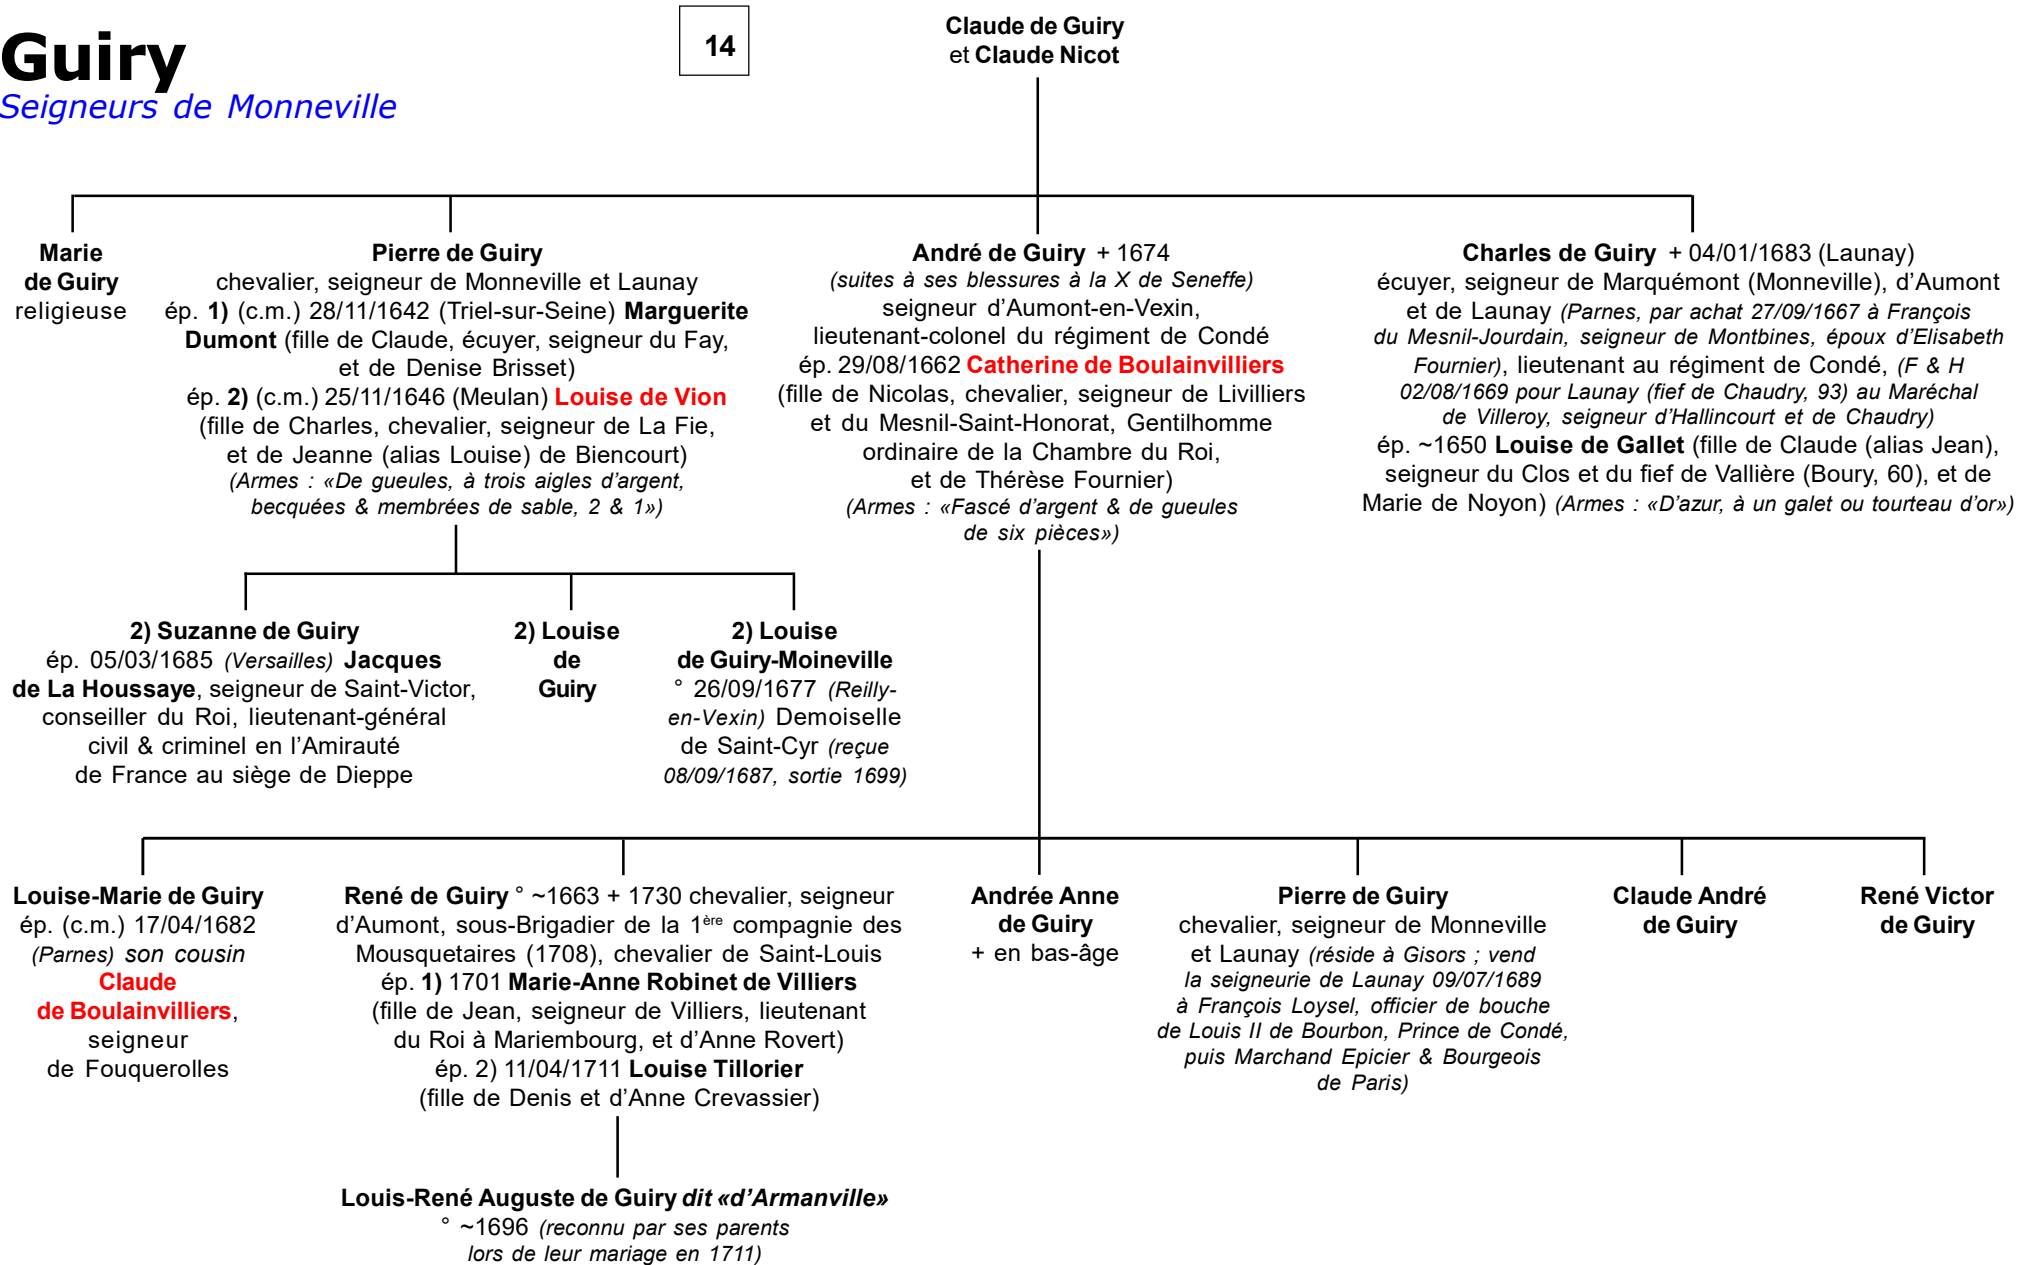 Guiry
Seigneurs de Monneville
14
Claude de Guiry
et Claude Nicot
Marie
de Guiry
religieuse
Pierre de Guiry
chevalier, seigneur de Monneville et Launay
ép. 1) (c.m.) 28/11/1642 (Triel-sur-Seine) Marguerite
Dumont (fille de Claude, écuyer, seigneur du Fay,
et de Denise Brisset)
ép. 2) (c.m.) 25/11/1646 (Meulan) Louise de Vion
(fille de Charles, chevalier, seigneur de La Fie,
et de Jeanne (alias Louise) de Biencourt)
(Armes : «De gueules, à trois aigles d'argent,
becquées & membrées de sable, 2 & 1»)
André de Guiry + 1674
(suites à ses blessures à la X de Seneffe)
seigneur d'Aumont-en-Vexin,
lieutenant-colonel du régiment de Condé
ép. 29/08/1662 Catherine de Boulainvilliers
(fille de Nicolas, chevalier, seigneur de Livilliers
et du Mesnil-Saint-Honorat, Gentilhomme
ordinaire de la Chambre du Roi,
et de Thérèse Fournier)
(Armes : «Fascé d'argent & de gueules
de six pièces»)
Charles de Guiry + 04/01/1683 (Launay)
écuyer, seigneur de Marquémont (Monneville), d'Aumont
et de Launay (Parnes, par achat 27/09/1667 à François
du Mesnil-Jourdain, seigneur de Montbines, époux d'Elisabeth
Fournier), lieutenant au régiment de Condé, (F & H
02/08/1669 pour Launay (fief de Chaudry, 93) au Maréchal
de Villeroy, seigneur d'Hallincourt et de Chaudry)
ép. ~1650 Louise de Gallet (fille de Claude (alias Jean),
seigneur du Clos et du fief de Vallière (Boury, 60), et de
Marie de Noyon) (Armes : «D'azur, à un galet ou tourteau d'or»)
2) Suzanne de Guiry
ép. 05/03/1685 (Versailles) Jacques
de La Houssaye, seigneur de Saint-Victor,
conseiller du Roi, lieutenant-général
civil & criminel en l'Amirauté
de France au siège de Dieppe
2) Louise
de
Guiry
2) Louise
de Guiry-Moineville
° 26/09/1677 (Reilly-
en-Vexin) Demoiselle
de Saint-Cyr (reçue
08/09/1687, sortie 1699)
Louise-Marie de Guiry
ép. (c.m.) 17/04/1682
(Parnes) son cousin
Claude
de Boulainvilliers,
seigneur
de Fouquerolles
René de Guiry ° ~1663 + 1730 chevalier, seigneur
d'Aumont, sous-Brigadier de la 1ère compagnie des
Mousquetaires (1708), chevalier de Saint-Louis
ép. 1) 1701 Marie-Anne Robinet de Villiers
(fille de Jean, seigneur de Villiers, lieutenant
du Roi à Mariembourg, et d'Anne Rovert)
ép. 2) 11/04/1711 Louise Tillorier
(fille de Denis et d'Anne Crevassier)
Andrée Anne
de Guiry
+ en bas-âge
Pierre de Guiry
chevalier, seigneur de Monneville
et Launay (réside à Gisors ; vend
la seigneurie de Launay 09/07/1689
à François Loysel, officier de bouche
de Louis II de Bourbon, Prince de Condé,
puis Marchand Epicier & Bourgeois
de Paris)
Claude André
de Guiry
René Victor
de Guiry
Louis-René Auguste de Guiry dit «d'Armanville»
° ~1696 (reconnu par ses parents
lors de leur mariage en 1711)